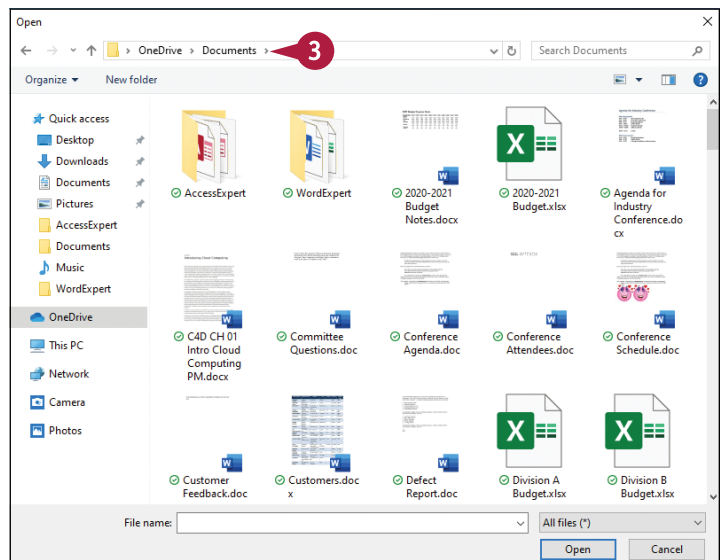 Open
OneDrive › Documents ›
3
Search Documents
Organize
New folder
Quick access
Desktop
Downloads
Documents
Pictures
AccessExpert
Documents
Music
WordExpert
OneDrive
This PC
Network
Camera
Photos
AccessExpert
WordExpert
2020-2021
Budget
Notes.docx
2020-2021
Budget.xlsx
Agenda for
Industry
Conference.do
cx
C4D CH 01
Intro Cloud
Computing
PM.docx
Committee
Questions.doc
Conference
Agenda.doc
Conference
Attendees.doc
Conference
Schedule.doc
Customer
Feedback.doc
Customers.doc
x
Defect
Report.doc
Division A
Budget.xlsx
Division B
Budget.xlsx
File name:
All files (*)
Open
Cancel